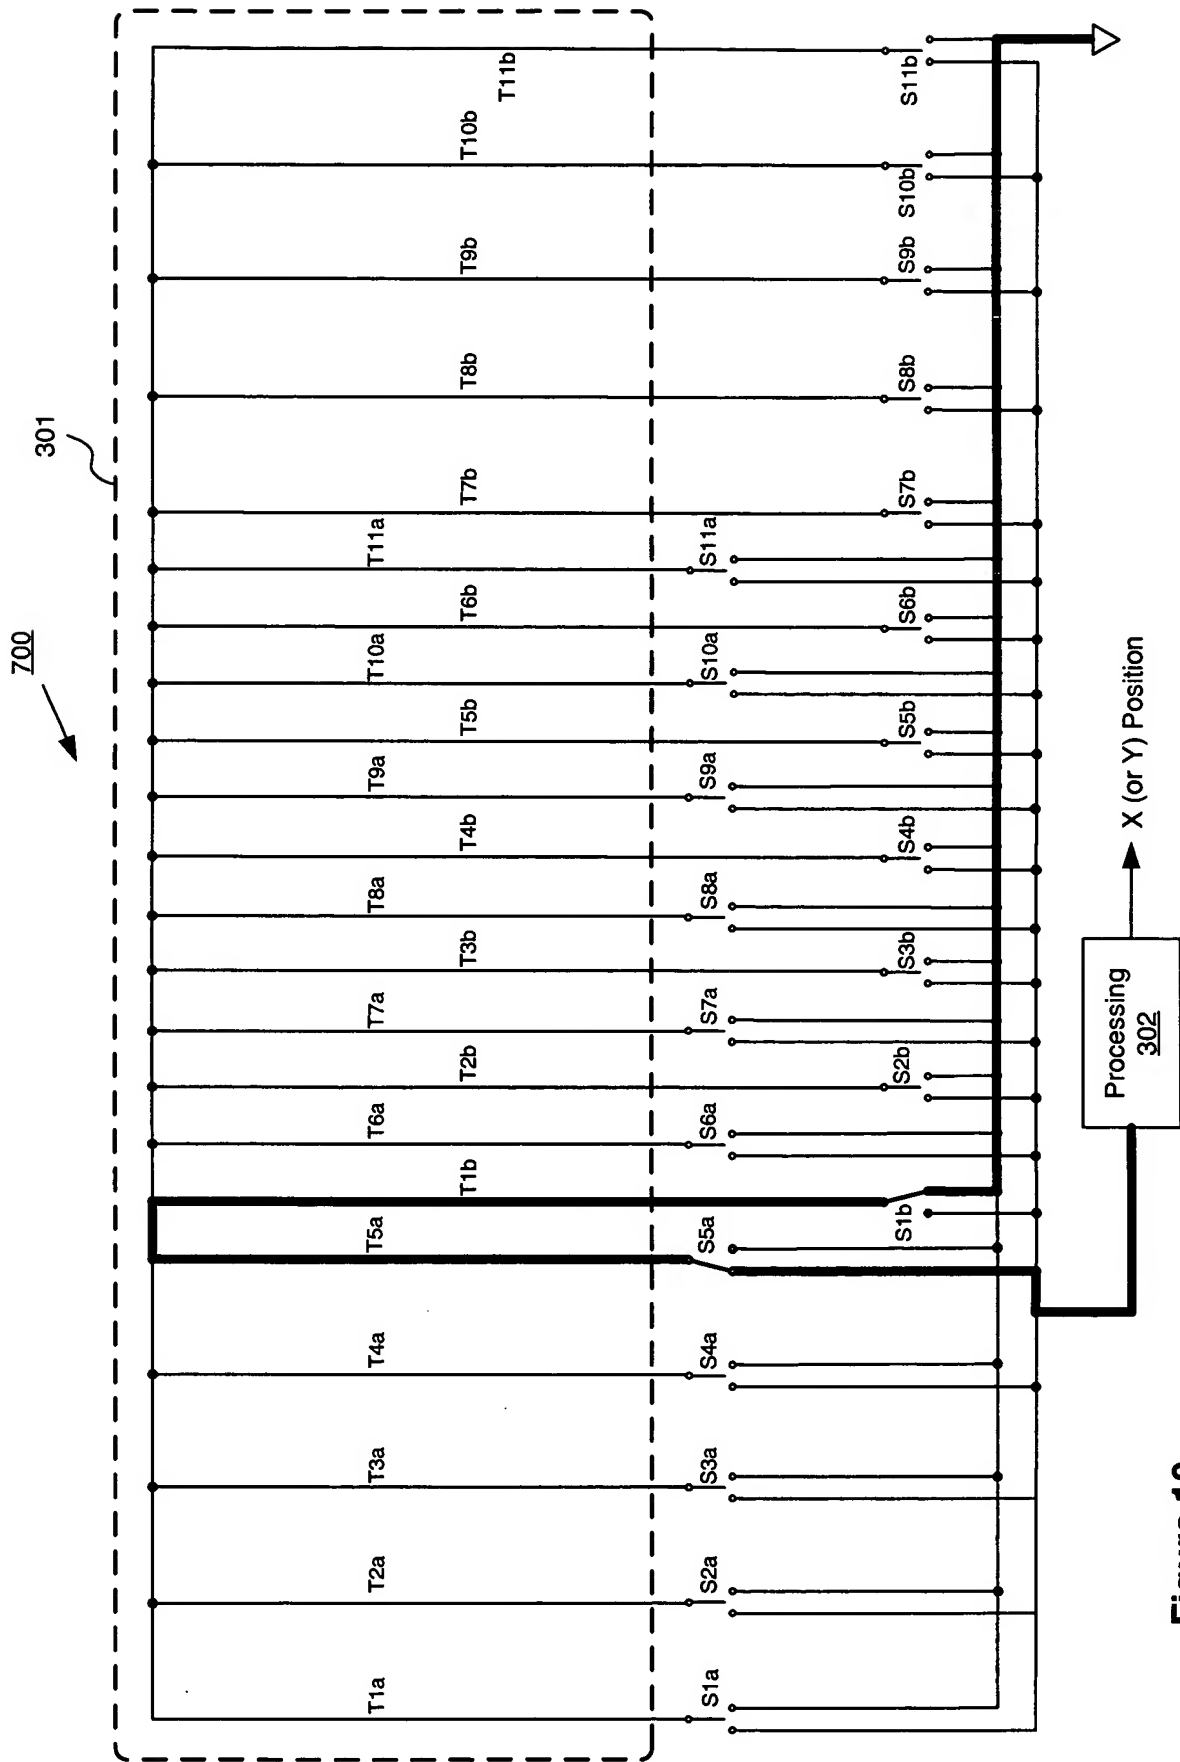 700
301
T1a
T2a
T3a
T4a
T5a
T1b
T6a
T2b
T7a
T3b
T8a
T4b
T9a
T5b
T10a
T6b
T11a
T7b
T8b
T9b
T10b
T11b
S1a
S2a
S3a
S4a
S5a
S6a
S7a
S8a
S9a
S10a
S11a
S1b
S2b
S3b
S4b
S5b
S6b
S7b
S8b
S9b
S10b
S11b
Processing
302
X (or Y) Position
Figure